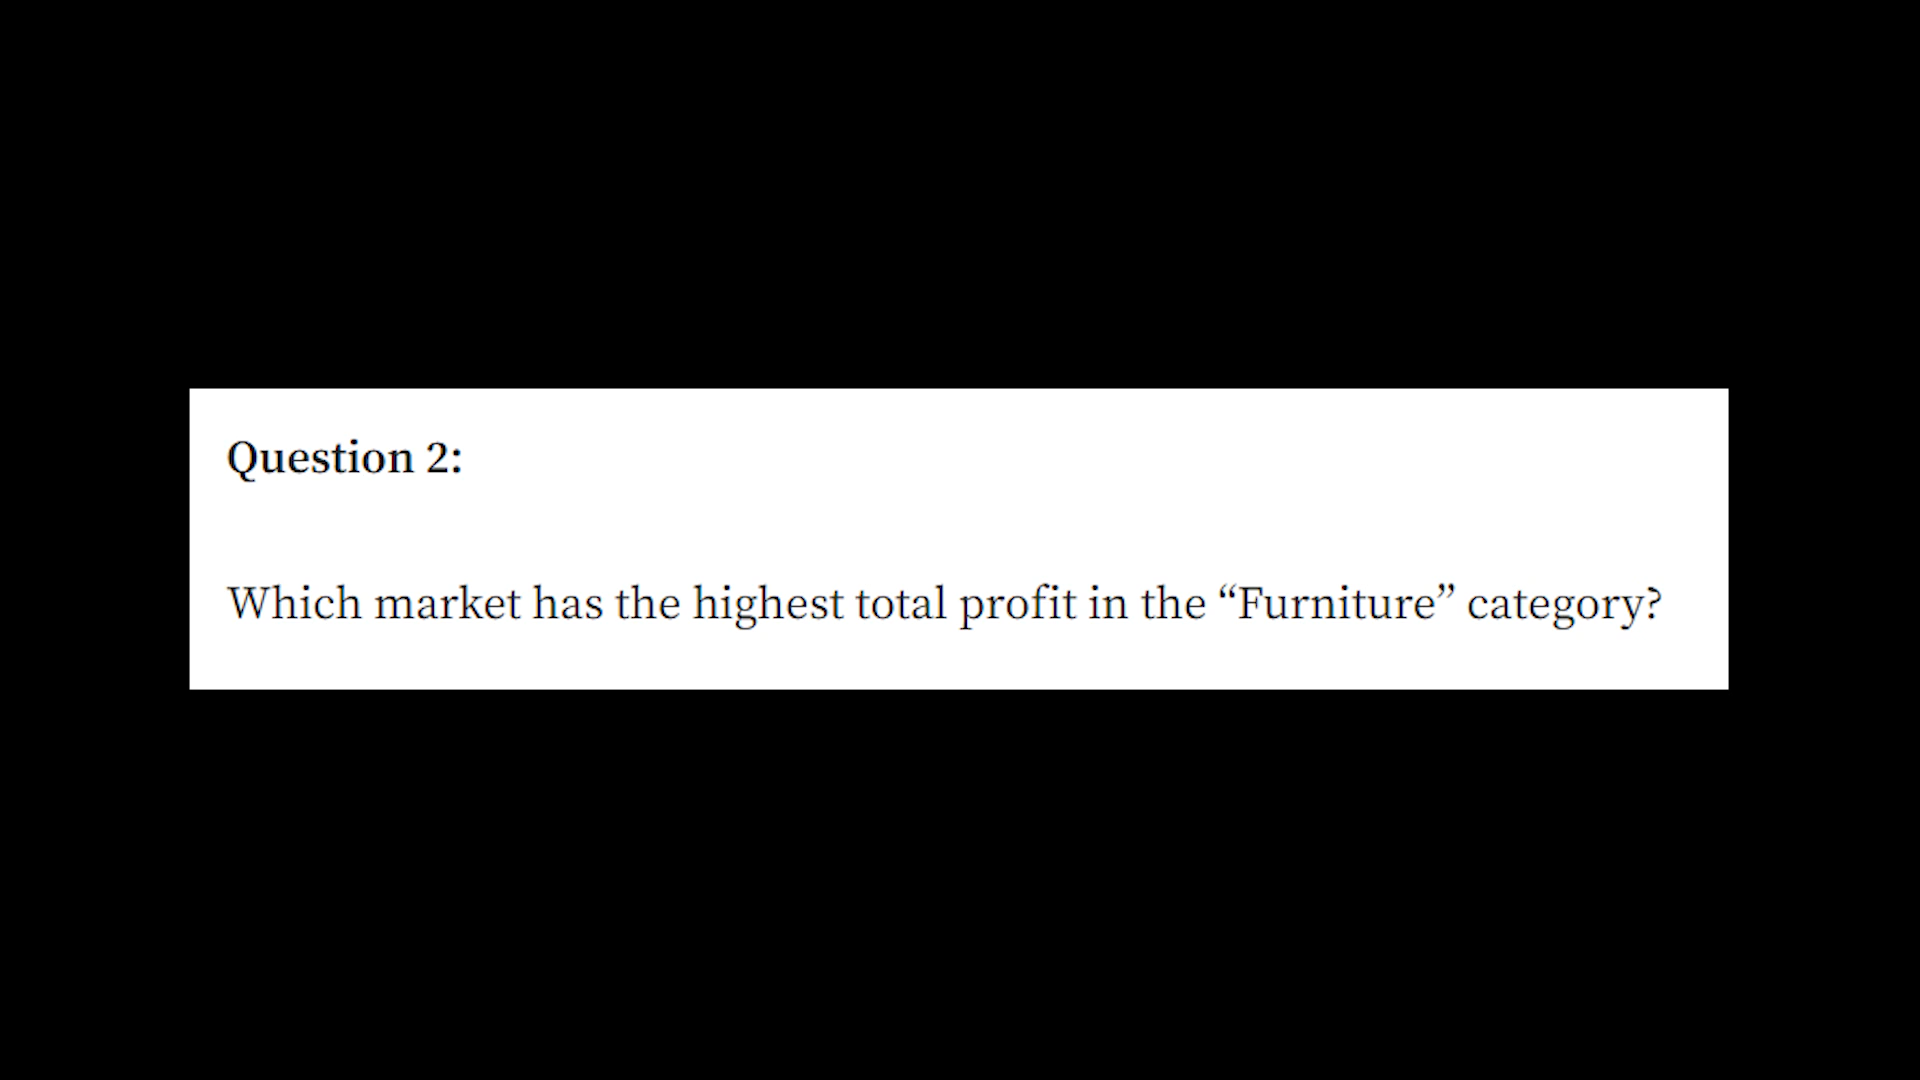 Question 2:
Which market has the highest total profit in the “Furniture” category?